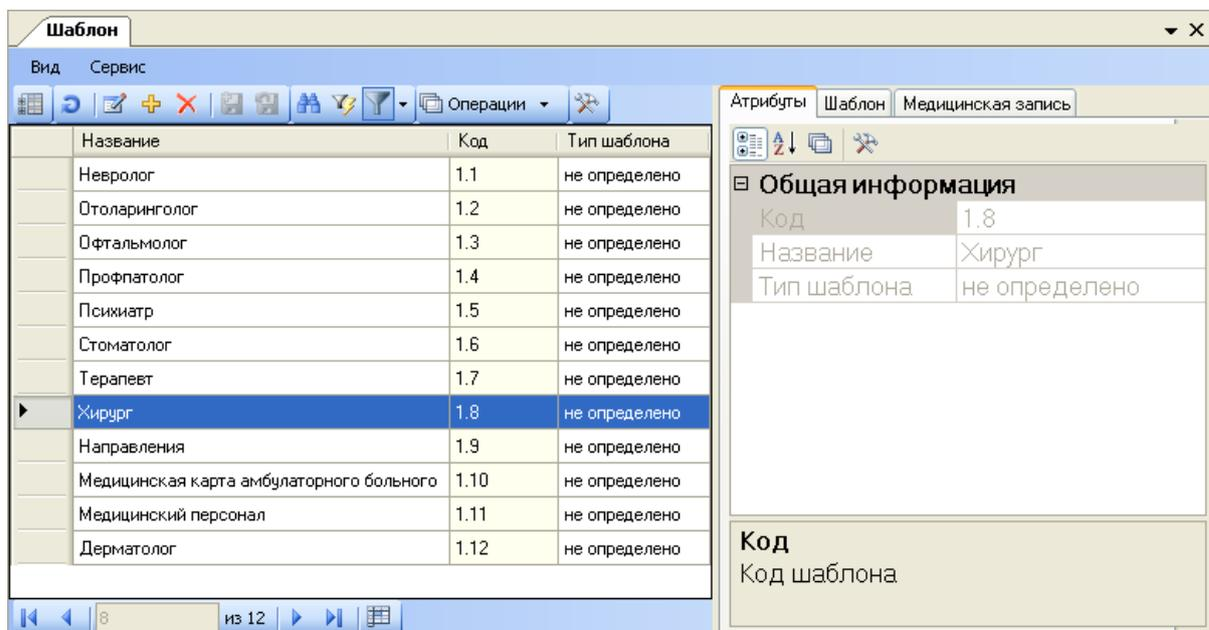 Шаблон
Вид Сервис
Операции
Название Код Тип шаблона
Невролог 1.1 не определено
Отоларинголог 1.2 не определено
Офтальмолог 1.3 не определено
Профпатолог 1.4 не определено
Психиатр 1.5 не определено
Стоматолог 1.6 не определено
Терапевт 1.7 не определено
Хирург 1.8 не определено
Направления 1.9 не определено
Медицинская карта амбулаторного больного 1.10 не определено
Медицинский персонал 1.11 не определено
Дерматолог 1.12 не определено
8 из 12
Атрибуты Шаблон Медицинская запись
Общая информация
Код 1.8
Название Хирург
Тип шаблона не определено
Код
Код шаблона